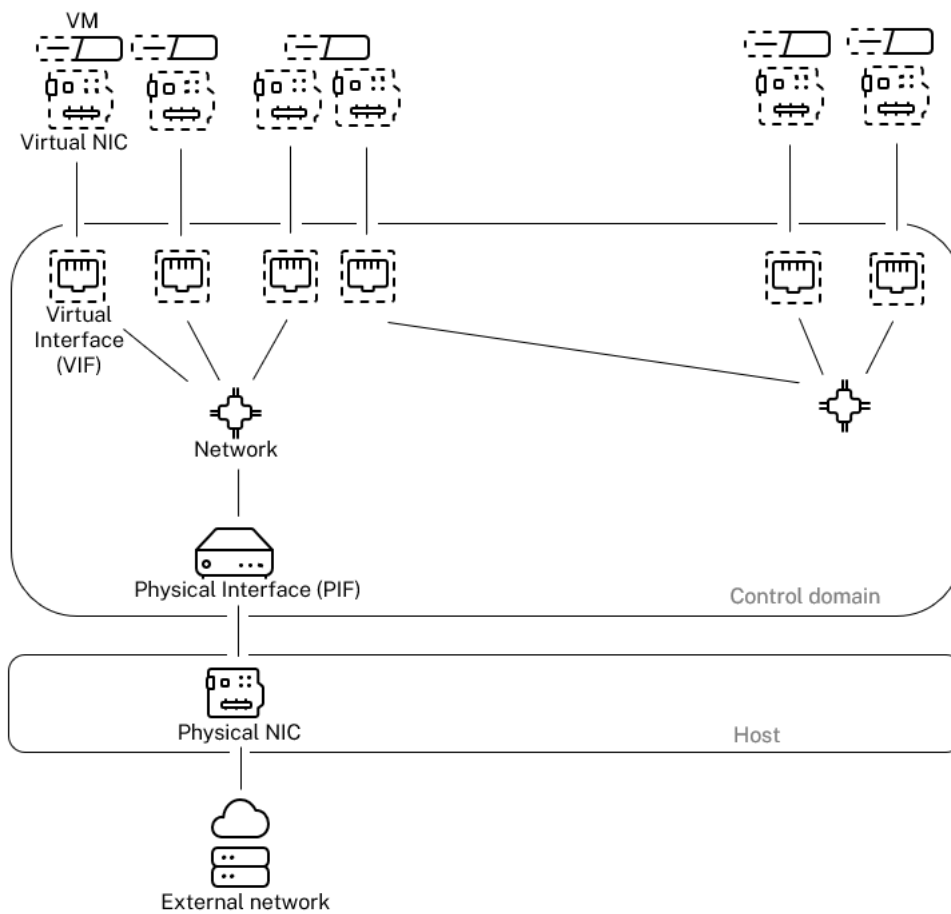 VM
Virtual NIC
Virtual
Interface
(VIF)
Network
Physical Interface (PIF)
Control domain
Physical NIC
Host
External network